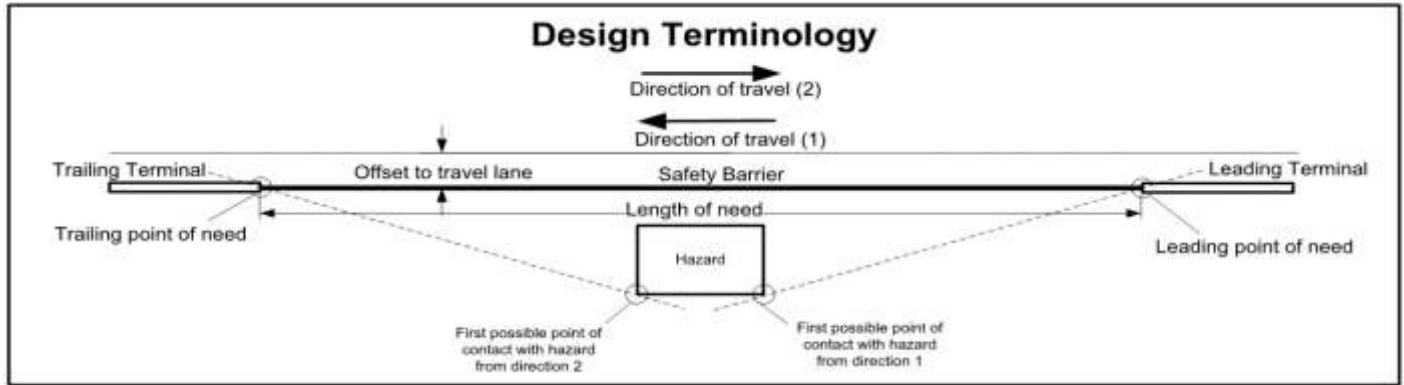 Design Terminology
Direction of travel (2)
Direction of travel (1)
Trailing Terminal
Offset to travel lane
Safety Barrier
Leading Terminal
Length of need
Trailing point of need
Leading point of need
Hazard
First possible point of
contact with hazard
from direction 2
First possible point of
contact with hazard
from direction 1